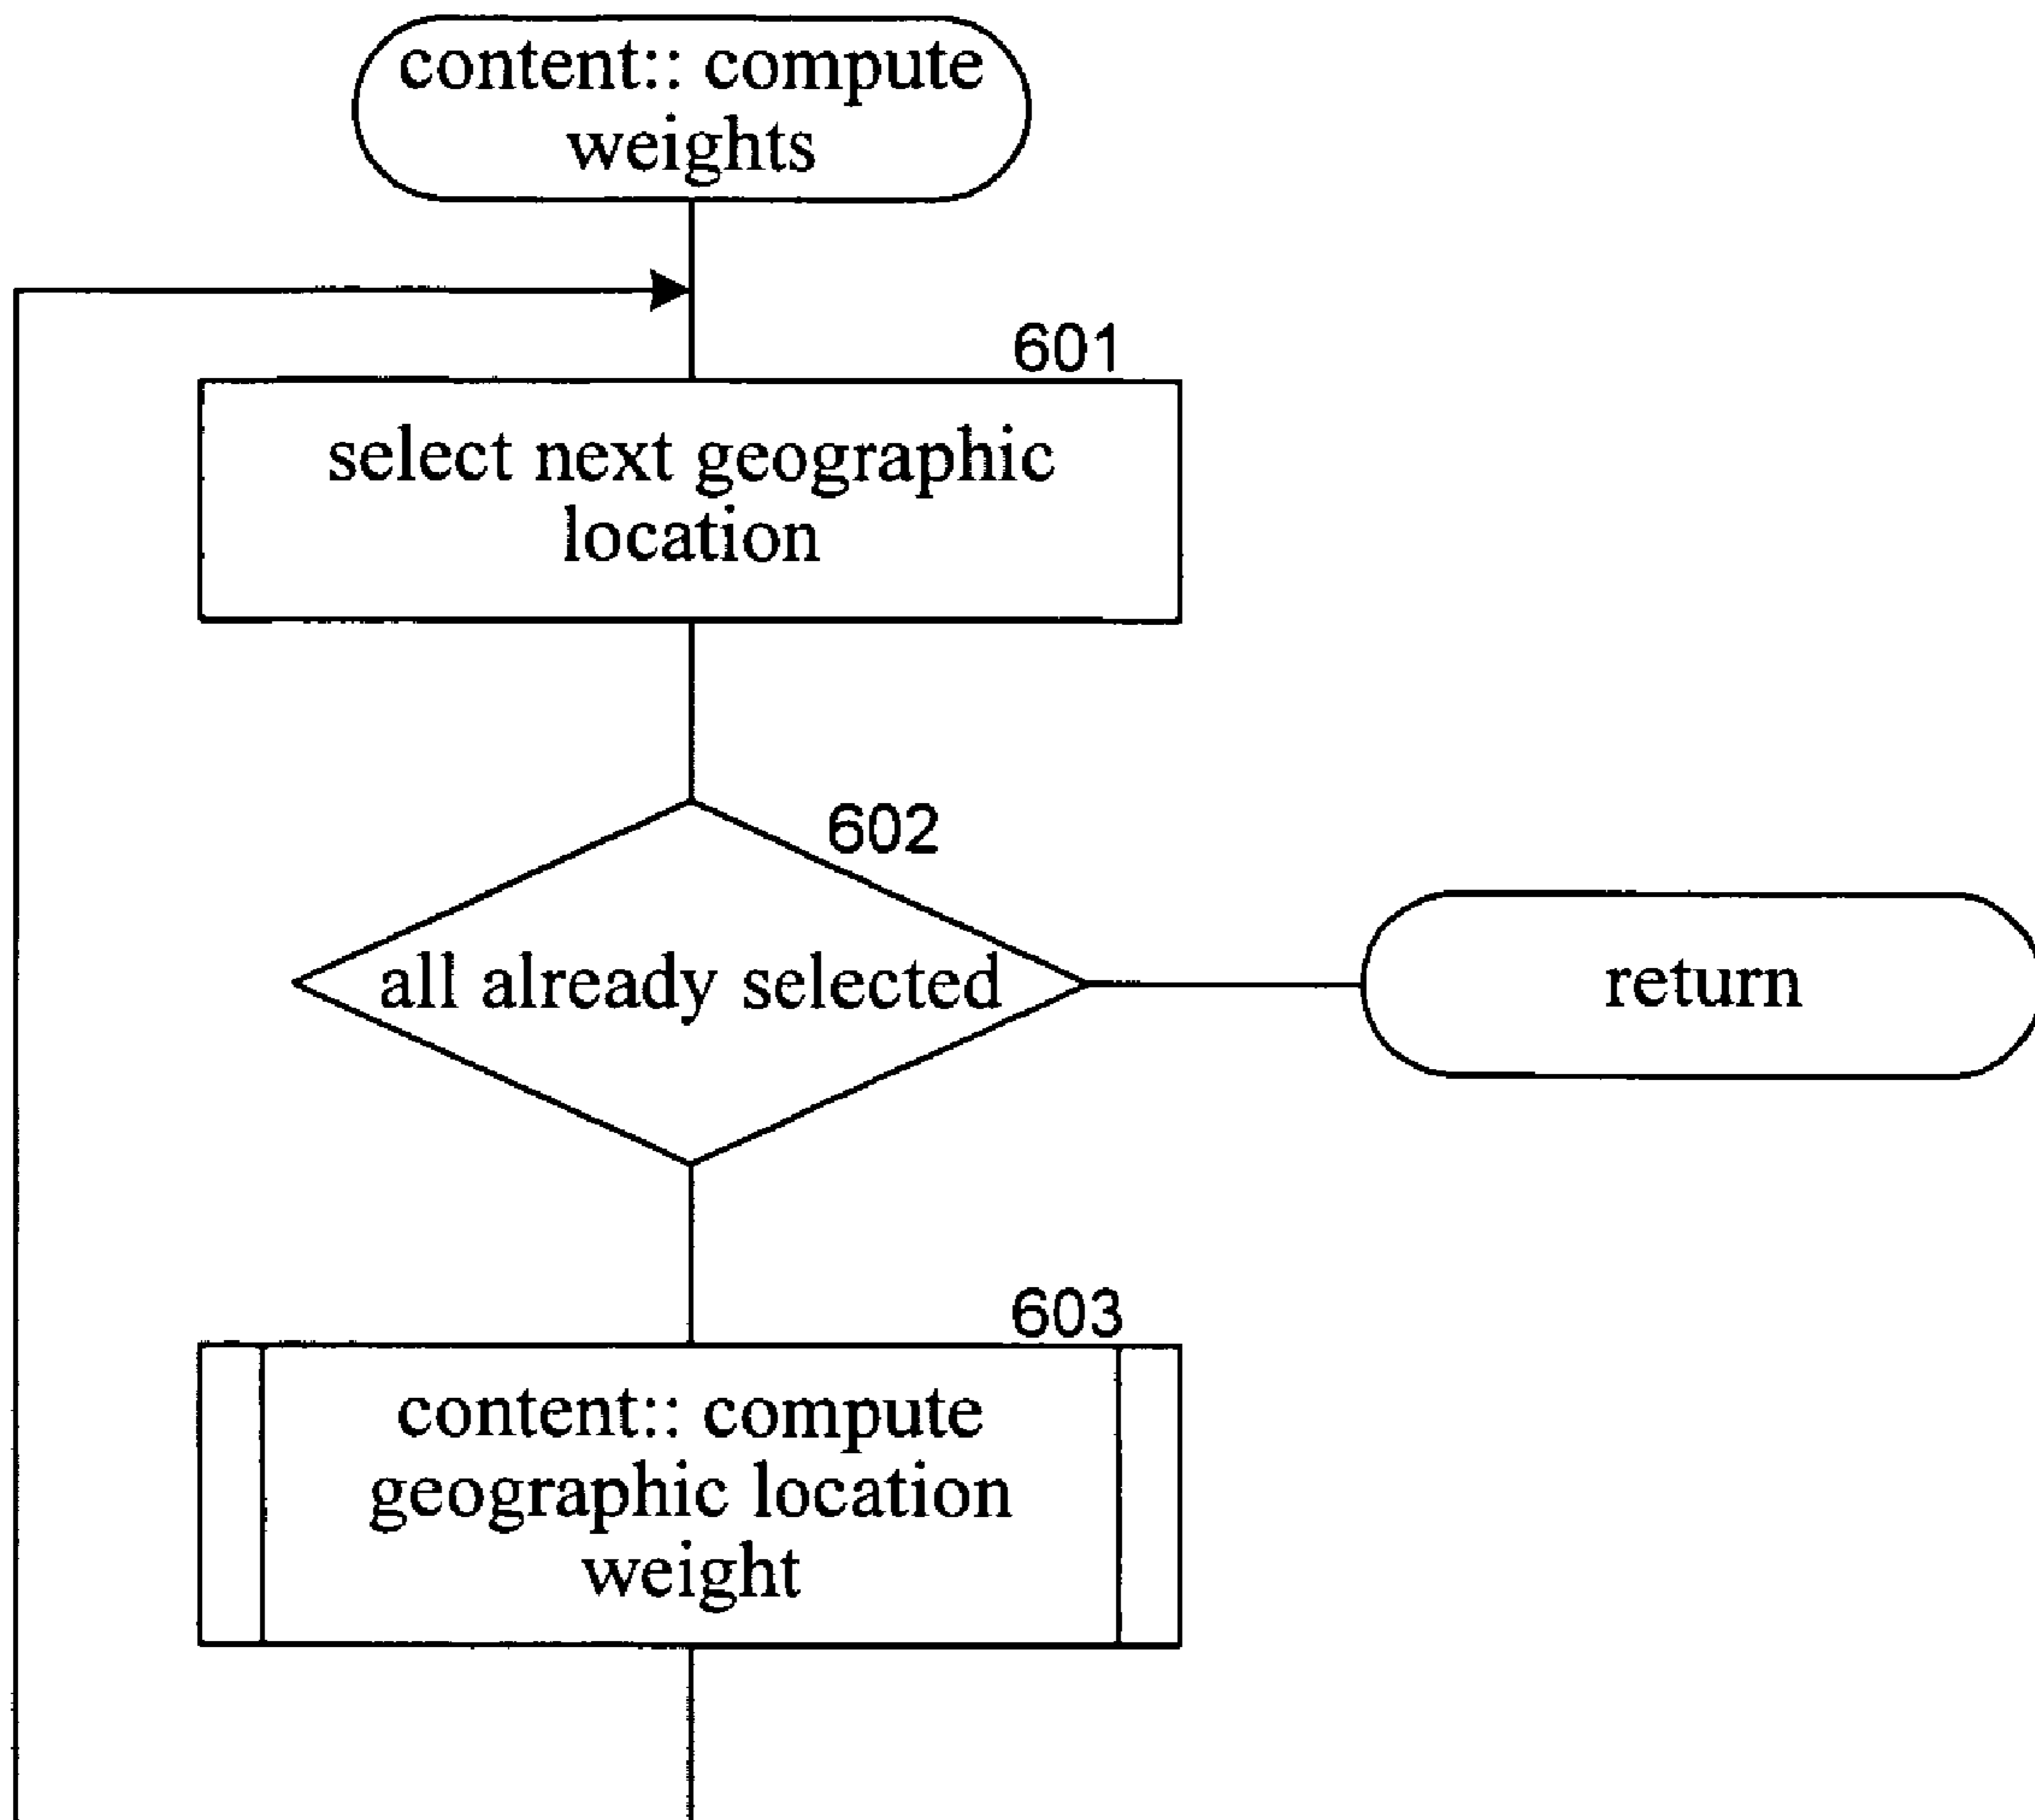 content:: compute
weights
601
select next geographic
location
602
all already selected
return
603
content:: compute
geographic location
weight